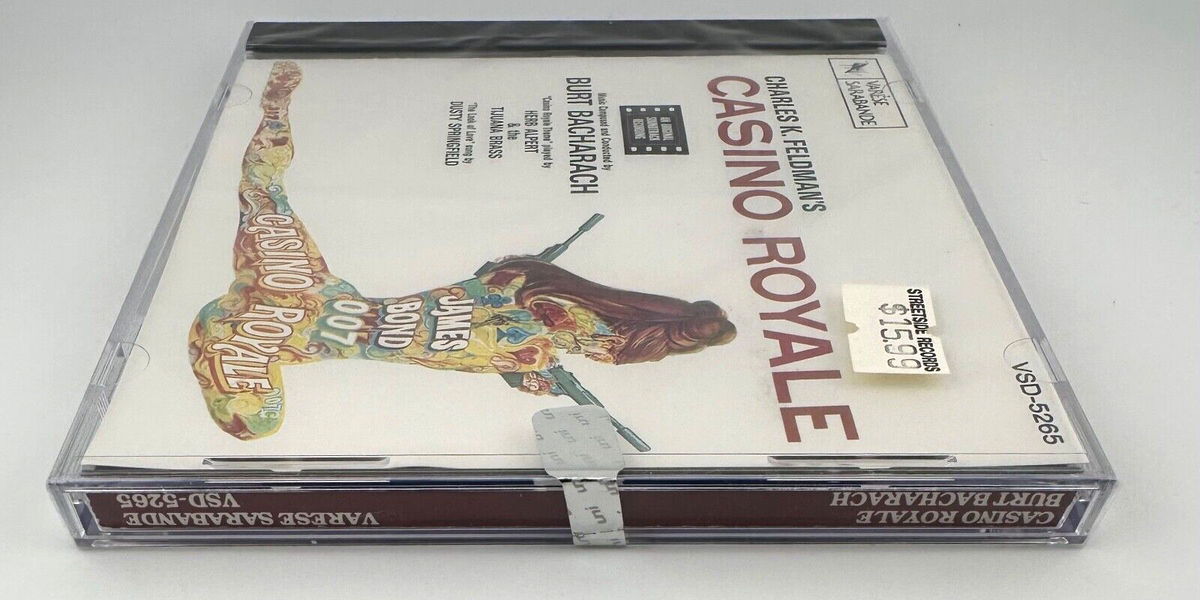 VARÈSE
SARABANDE
CHARLES K. FELDMAN'S
CASINO ROYALE
AN ORIGINAL
SOUNDTRACK
RECORDING
Music Composed and Conducted by
BURT BACHARACH
"Casino Royale Theme" played by
HERB ALPERT
& the
TIJUANA BRASS
"The Look of Love" sung by
DUSTY SPRINGFIELD
STREETSIDE RECORDS
$15.99
VSD-5265
JAMES
BOND
007
CASINO ROYALE
CASINO ROYALE
BURT BACHARACH
VARESE SARABANDE
VSD-5265